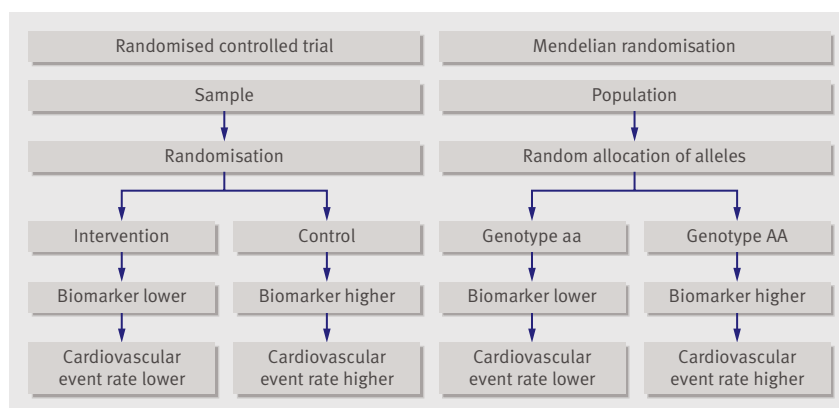 Randomised controlled trial
Mendelian randomisation
Sample
Population
Randomisation
Random allocation of alleles
Intervention
Control
Genotype aa
Genotype AA
Biomarker lower
Biomarker higher
Biomarker lower
Biomarker higher
Cardiovascular
event rate lower
Cardiovascular
event rate higher
Cardiovascular
event rate lower
Cardiovascular
event rate higher